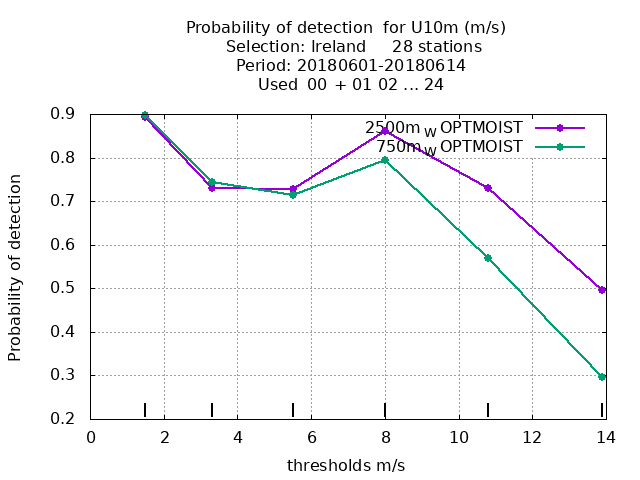 Probability of detection for U10m (m/s)
Selection: Ireland 28 stations
Period: 20180601-20180614
Used 00 + 01 02 ... 24
2500m_W OPTMOIST
750m_W OPTMOIST
0.9
0.8
0.7
0.6
0.5
0.4
0.3
0.2
Probability of detection
0 2 4 6 8 10 12 14
thresholds m/s